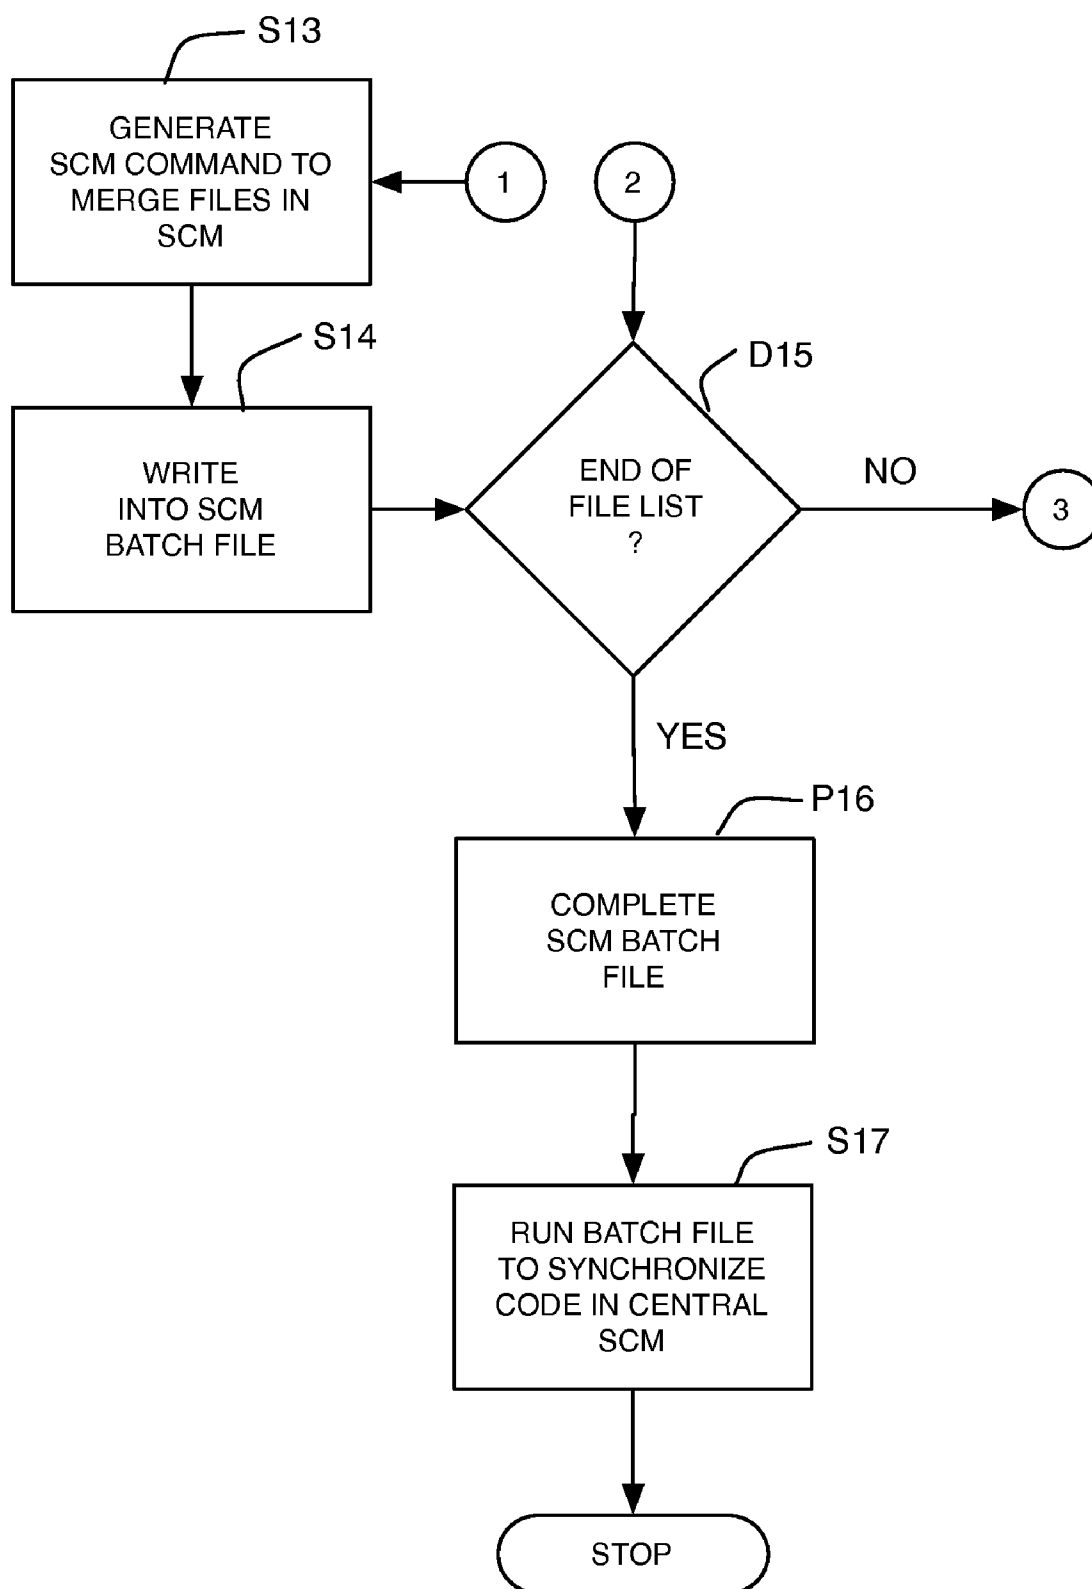 S13
GENERATE
SCM COMMAND TO
MERGE FILES IN
SCM
1
2
S14
WRITE
INTO SCM
BATCH FILE
D15
END OF
FILE LIST
?
NO
3
YES
P16
COMPLETE
SCM BATCH
FILE
S17
RUN BATCH FILE
TO SYNCHRONIZE
CODE IN CENTRAL
SCM
STOP